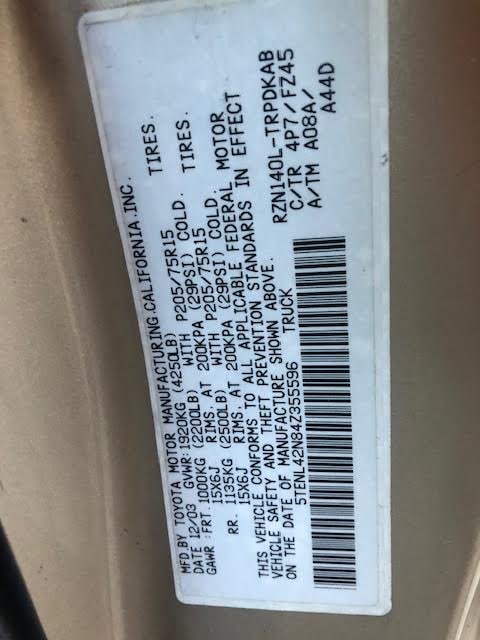 MFD.BY TOYOTA MOTOR MANUFACTURING,CALIFORNIA,INC.
DATE 12/03 GVWR:1920KG (4250LB)
GAWR :FRT.1000KG (2200LB) WITH P205/75R15 TIRES.
15X6J RIMS. AT 200KPA (29PSI) COLD.
RR. 1135KG (2500LB) WITH P205/75R15 TIRES.
15X6J RIMS. AT 200KPA (29PSI) COLD.
THIS VEHICLE CONFORMS TO ALL APPLICABLE FEDERAL MOTOR
VEHICLE SAFETY AND THEFT PREVENTION STANDARDS IN EFFECT
ON THE DATE OF MANUFACTURE SHOWN ABOVE.
5TENL42N84Z355596 TRUCK
RZN140L-TRPDKAB
C/TR 4P7/FZ45
A/TM A08A/
A44D